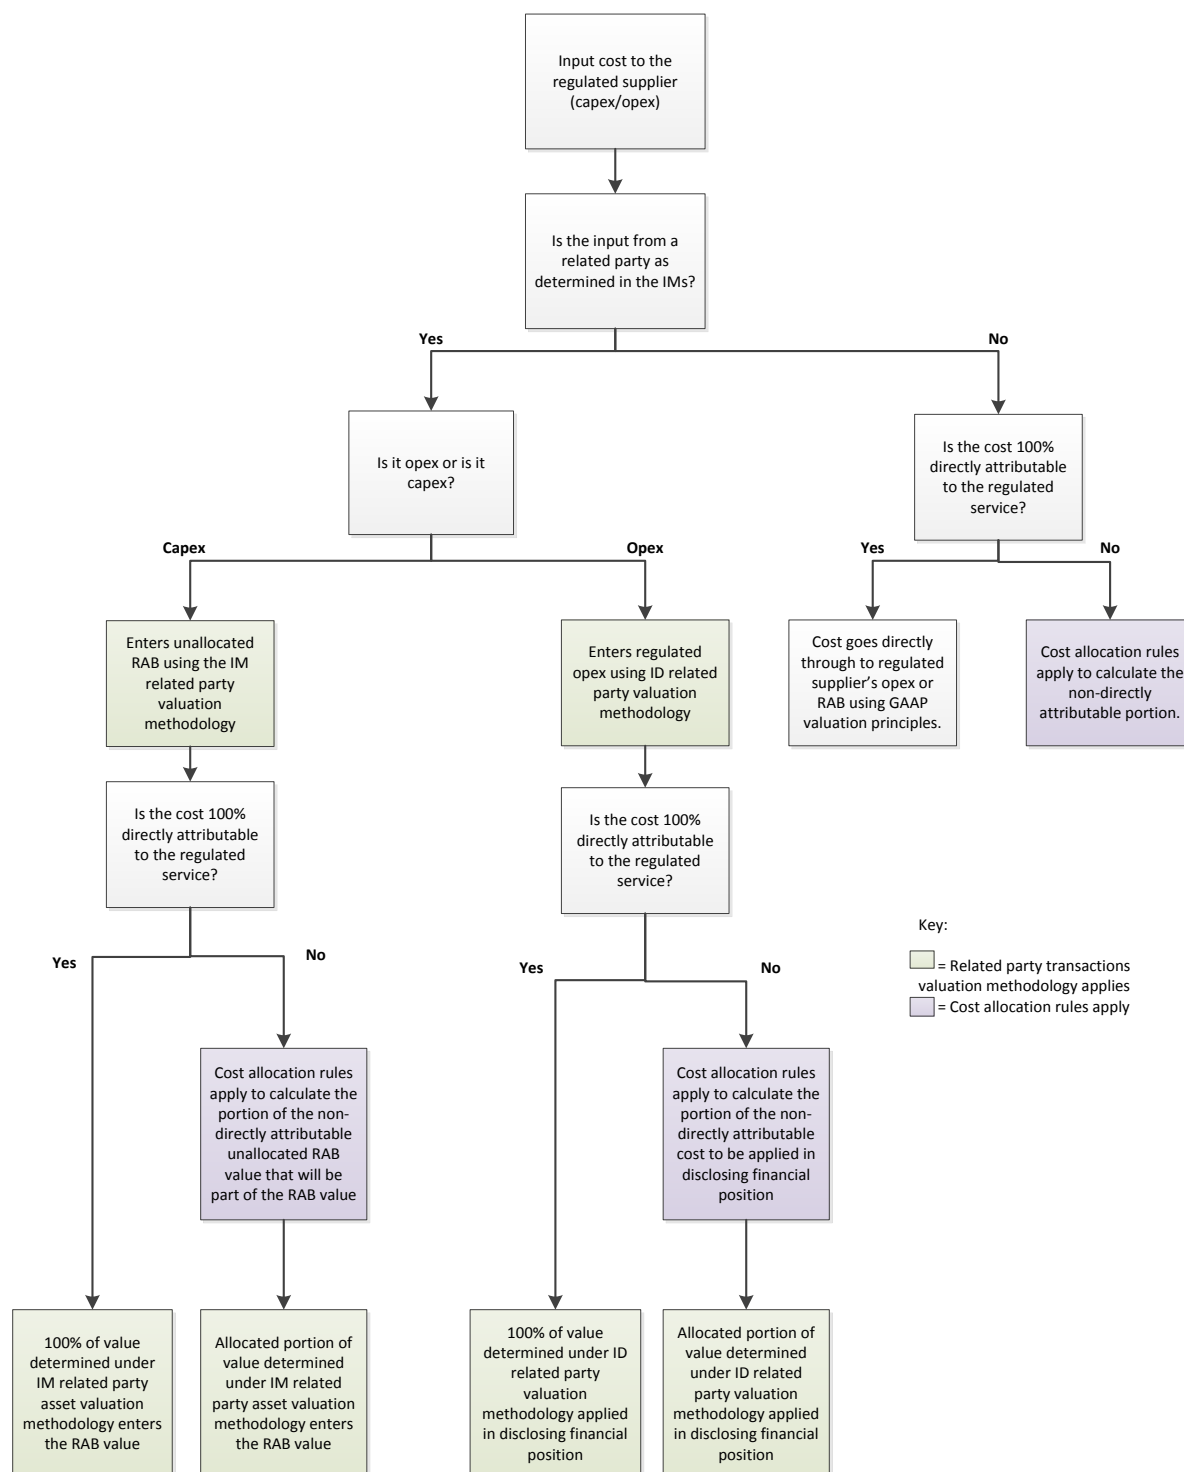 Input cost to the
regulated supplier
(capex/opex)
Is the input from a
related party as
determined in the IMs?
Yes
No
Is it opex or is it
capex?
Is the cost 100%
directly attributable
to the regulated
service?
Capex
Opex
Yes
No
Enters unallocated
RAB using the IM
related party
valuation
methodology
Enters regulated
opex using ID related
party valuation
methodology
Cost goes directly
through to regulated
supplier’s opex or
RAB using GAAP
valuation principles.
Cost allocation rules
apply to calculate the
non-directly
attributable portion.
Is the cost 100%
directly attributable
to the regulated
service?
Is the cost 100%
directly attributable
to the regulated
service?
Yes
No
Yes
No
Key:
= Related party transactions
valuation methodology applies
= Cost allocation rules apply
Cost allocation rules
apply to calculate the
portion of the non-
directly attributable
unallocated RAB
value that will be
part of the RAB value
Cost allocation rules
apply to calculate the
portion of the non-
directly attributable
cost to be applied in
disclosing financial
position
100% of value
determined under
IM related party
asset valuation
methodology enters
the RAB value
Allocated portion of
value determined
under IM related
party asset valuation
methodology enters
the RAB value
100% of value
determined under ID
related party
valuation
methodology applied
in disclosing financial
position
Allocated portion of
value determined
under ID related
party valuation
methodology applied
in disclosing financial
position